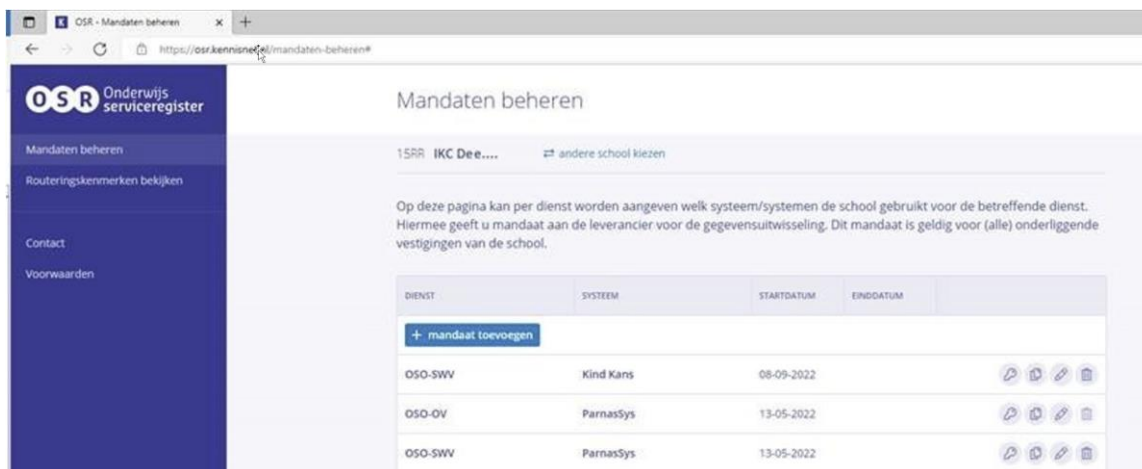 OSR - Mandaten beheren
https://osr.kennisnet.nl/mandaten-beheren#
OSR Onderwijs
serviceregister
Mandaten beheren
Routeringskenmerken bekijken
Contact
Voorwaarden
Mandaten beheren
15RR IKC Dee.... andere school kiezen
Op deze pagina kan per dienst worden aangeven welk systeem/systemen de school gebruikt voor de betreffende dienst.
Hiermee geeft u mandaat aan de leverancier voor de gegevensuitwisseling. Dit mandaat is geldig voor (alle) onderliggende
vestigingen van de school.
DIENST SYSTEEM STARTDATUM EINDDATUM
+ mandaat toevoegen
OSO-SWV Kind Kans 08-09-2022
OSO-OV ParnasSys 13-05-2022
OSO-SWV ParnasSys 13-05-2022